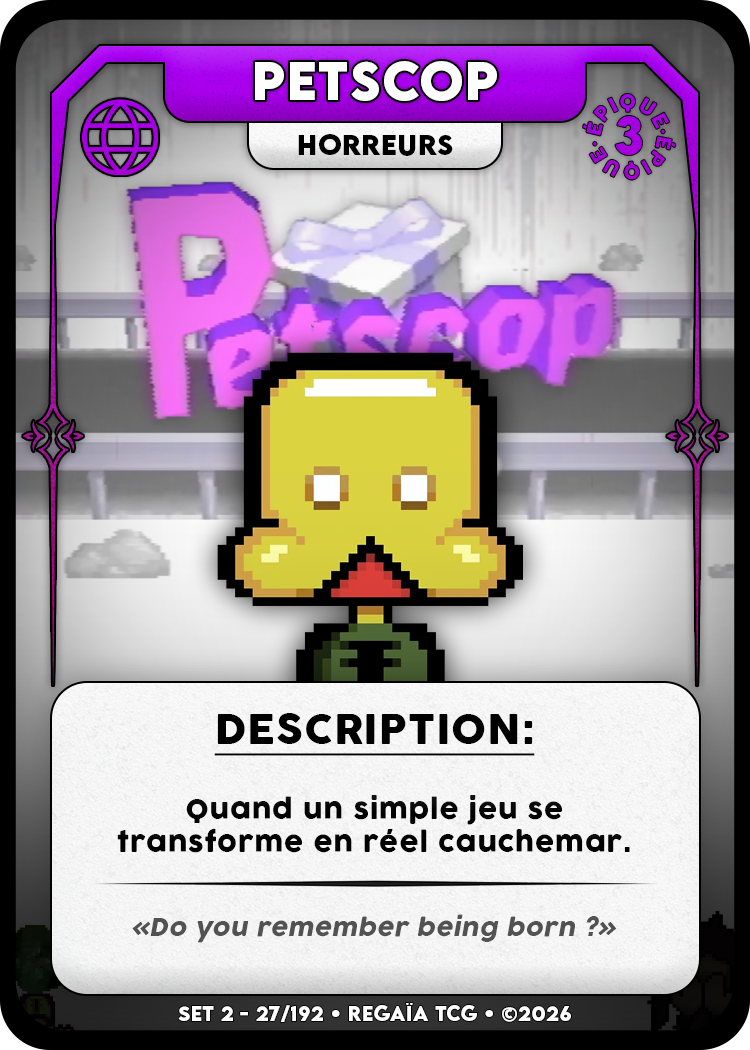 PETSCOP
HORREURS
ÉPIQUE·ÉPIQUE·
3
Petscop
DESCRIPTION:
Quand un simple jeu se
transforme en réel cauchemar.
«Do you remember being born ?»
SET 2 - 27/192 • REGAÏA TCG • ©2026